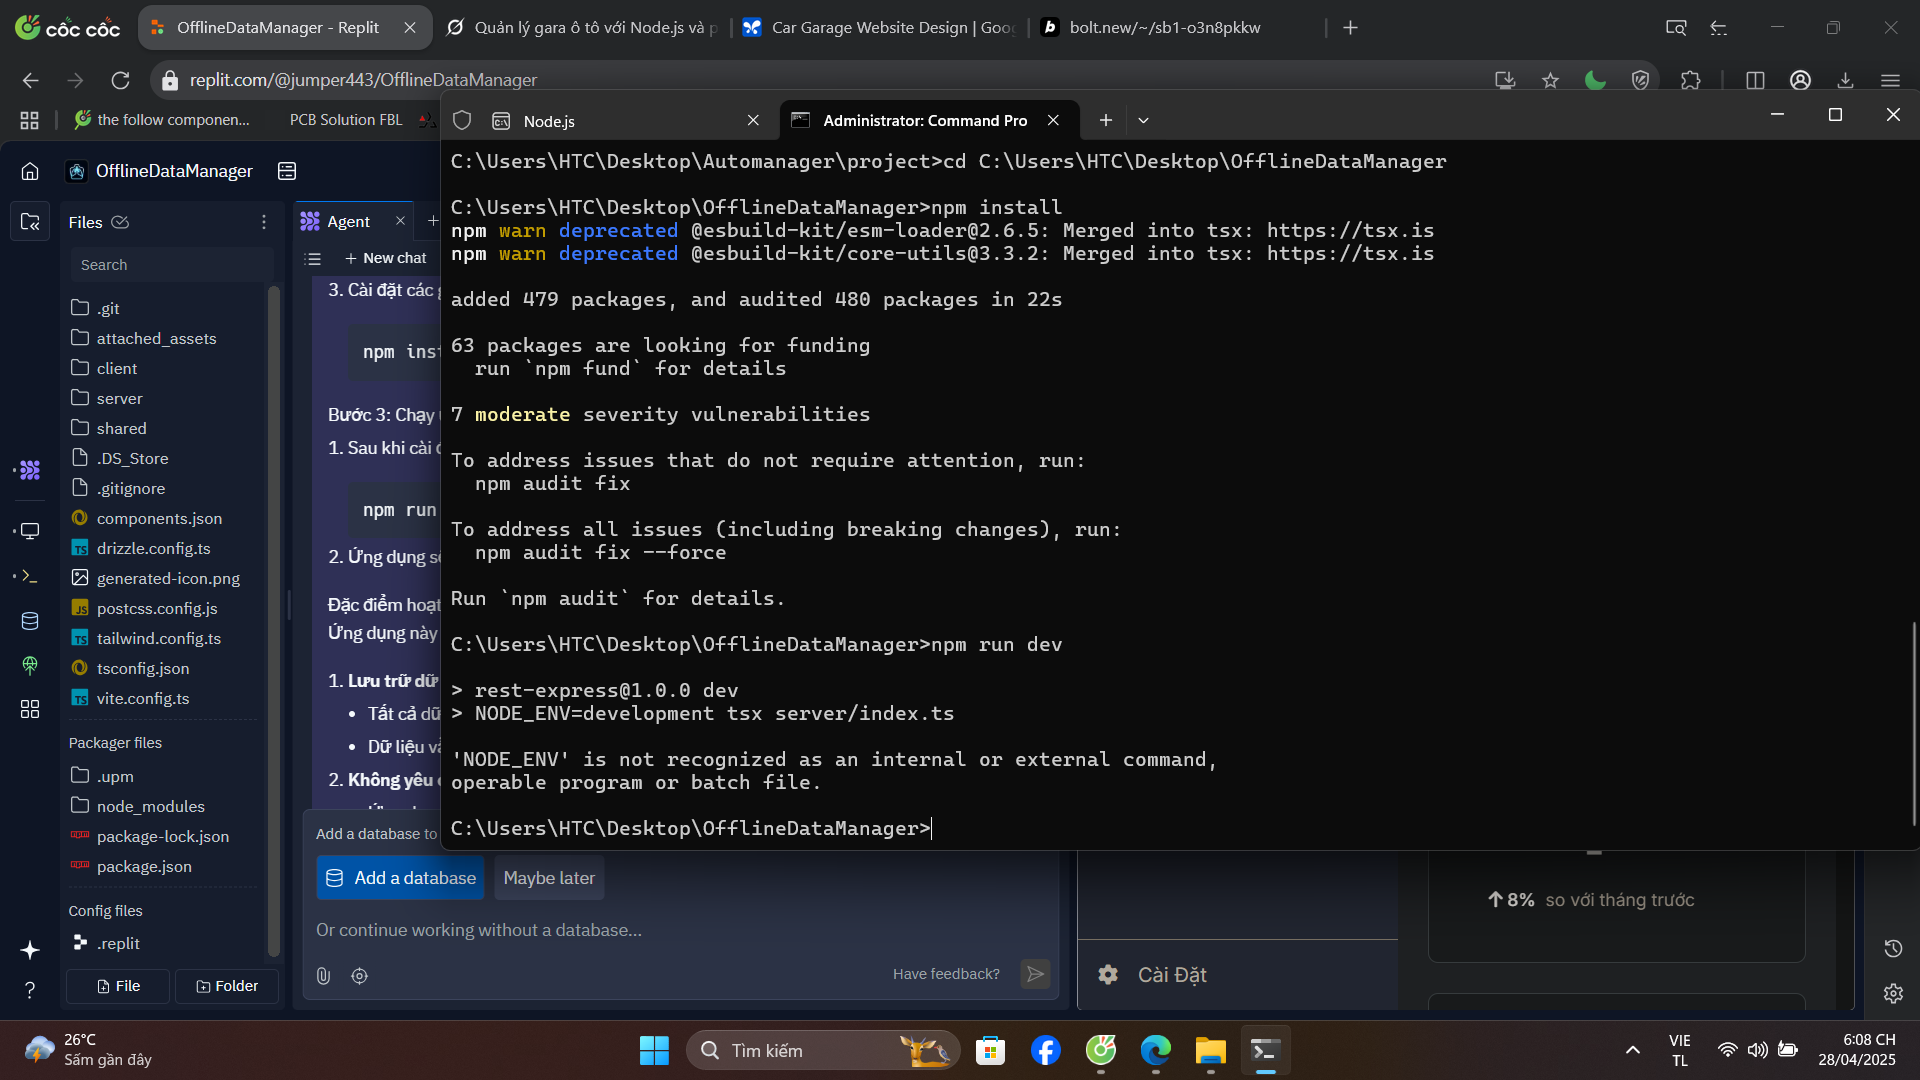 cốc cốc
OfflineDataManager - Replit
Quản lý gara ô tô với Node.js và p
Car Garage Website Design | Goo
bolt.new/~/sb1-o3n8pkkw
replit.com/@jumper443/OfflineDataManager
the follow componen...
PCB Solution FBL
Node.js
Administrator: Command Pro
OfflineDataManager
Files
Search
.git
attached_assets
client
server
shared
.DS_Store
.gitignore
components.json
drizzle.config.ts
generated-icon.png
postcss.config.js
tailwind.config.ts
tsconfig.json
vite.config.ts
Packager files
.upm
node_modules
package-lock.json
package.json
Config files
.replit
File
Folder
Agent
New chat
3. Cài đặt các
npm inst
Bước 3: Chạy
1. Sau khi cài
npm run
2. Ứng dụng sẽ
Đặc điểm hoạt
Ứng dụng này
1. Lưu trữ dữ
Tất cả dữ
Dữ liệu
2. Không yêu
Add a database to
Add a database
Maybe later
Or continue working without a database...
Have feedback?
C:\Users\HTC\Desktop\Automanager\project>cd C:\Users\HTC\Desktop\OfflineDataManager
C:\Users\HTC\Desktop\OfflineDataManager>npm install
npm warn deprecated @esbuild-kit/esm-loader@2.6.5: Merged into tsx: https://tsx.is
npm warn deprecated @esbuild-kit/core-utils@3.3.2: Merged into tsx: https://tsx.is
added 479 packages, and audited 480 packages in 22s
63 packages are looking for funding
run `npm fund` for details
7 moderate severity vulnerabilities
To address issues that do not require attention, run:
npm audit fix
To address all issues (including breaking changes), run:
npm audit fix --force
Run `npm audit` for details.
C:\Users\HTC\Desktop\OfflineDataManager>npm run dev
> rest-express@1.0.0 dev
> NODE_ENV=development tsx server/index.ts
'NODE_ENV' is not recognized as an internal or external command,
operable program or batch file.
C:\Users\HTC\Desktop\OfflineDataManager>
8% so với tháng trước
Cài Đặt
26°C
Sấm gần đây
Tìm kiếm
VIE
TL
6:08 CH
28/04/2025